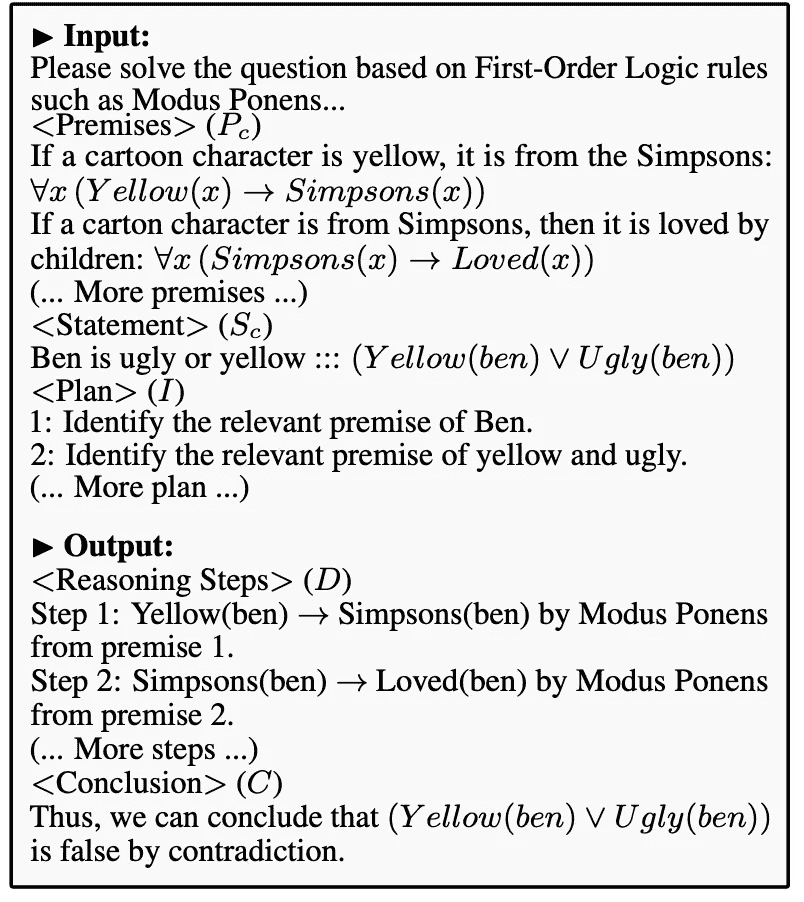 ▶ Input:
Please solve the question based on First-Order Logic rules
such as Modus Ponens...
<Premises> (P_c)
If a cartoon character is yellow, it is from the Simpsons:
∀x (Yellow(x) → Simpsons(x))
If a carton character is from Simpsons, then it is loved by
children: ∀x (Simpsons(x) → Loved(x))
(... More premises ...)
<Statement> (S_c)
Ben is ugly or yellow ::: (Yellow(ben) ∨ Ugly(ben))
<Plan> (I)
1: Identify the relevant premise of Ben.
2: Identify the relevant premise of yellow and ugly.
(... More plan ...)
▶ Output:
<Reasoning Steps> (D)
Step 1: Yellow(ben) → Simpsons(ben) by Modus Ponens
from premise 1.
Step 2: Simpsons(ben) → Loved(ben) by Modus Ponens
from premise 2.
(... More steps ...)
<Conclusion> (C)
Thus, we can conclude that (Yellow(ben) ∨ Ugly(ben))
is false by contradiction.